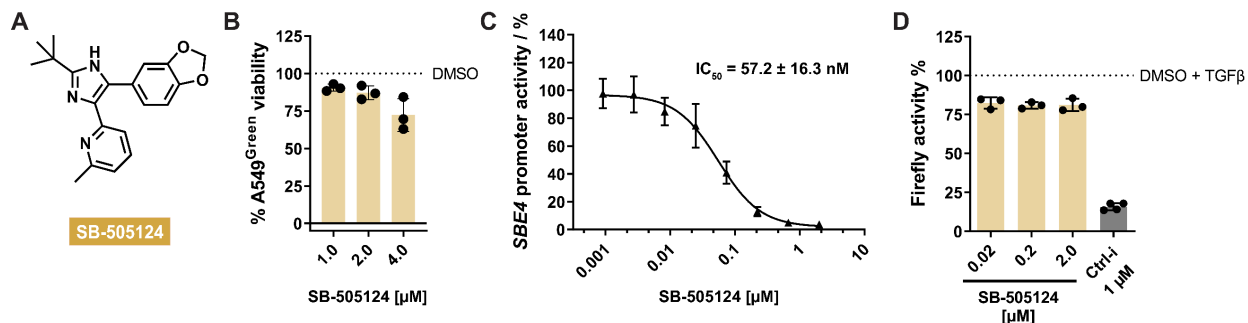 A
NH
N
N
O
O
SB-505124
B
% A549Green viability
125
100
75
50
25
0
DMSO
1.0
2.0
4.0
SB-505124 [µM]
C
SBE4 promoter activity / %
140
120
100
80
60
40
20
0
IC50 = 57.2 ± 16.3 nM
0.001
0.01
0.1
1
10
SB-505124 [µM]
D
Firefly activity %
125
100
75
50
25
0
DMSO + TGFβ
0.02
0.2
2.0
Ctrl-i
1 µM
SB-505124
[µM]